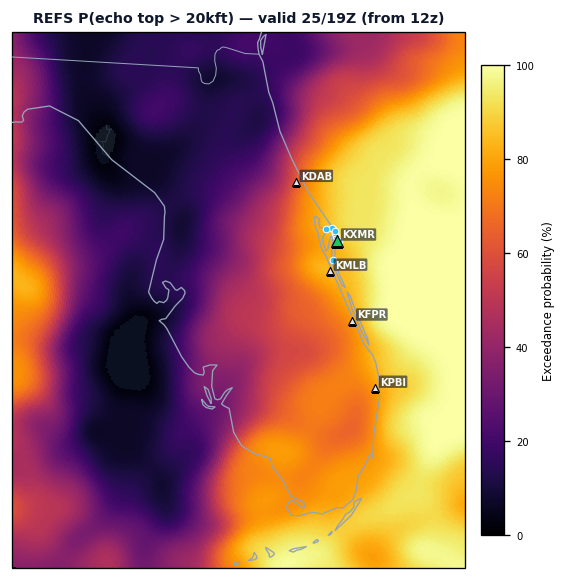 REFS P(echo top > 20kft) — valid 25/19Z (from 12z)
KDAB
KXMR
KMLB
KFPR
KPBI
100
80
60
40
20
0
Exceedance probability (%)